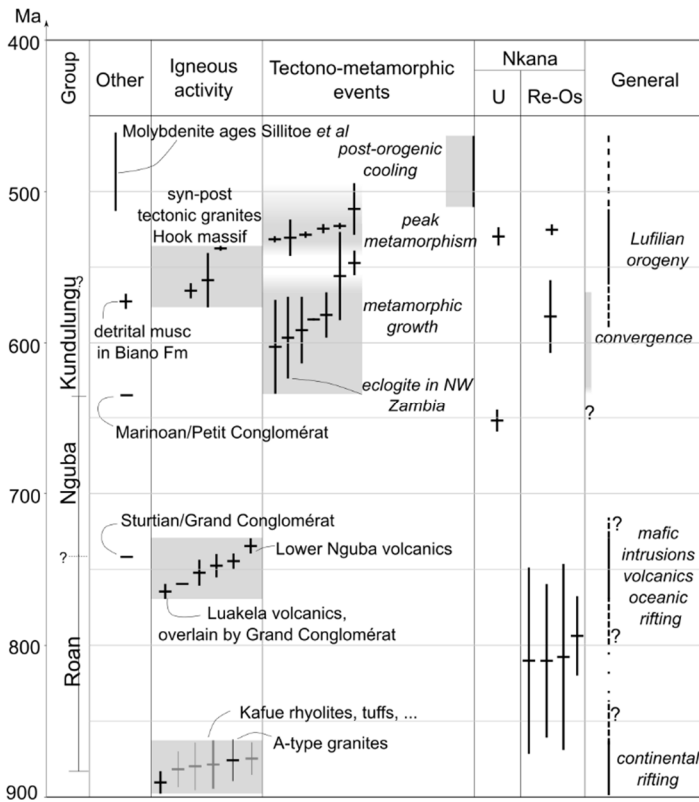 Ma
400
500
600
700
800
900
Group
Other
Igneous
activity
Tectono-metamorphic
events
Nkana
U
Re-Os
General
Kundulungu
?
Nguba
?
Roan
Molybdenite ages Sillitoe et al
post-orogenic
cooling
syn-post
tectonic granites
Hook massif
peak
metamorphism
Lufilian
orogeny
detrital musc
in Biano Fm
metamorphic
growth
convergence
eclogite in NW
Zambia
?
Marinoan/Petit Conglomérat
Sturtian/Grand Conglomérat
Lower Nguba volcanics
Luakela volcanics,
overlain by Grand Conglomérat
?
mafic
intrusions
volcanics
oceanic
rifting
?
?
Kafue rhyolites, tuffs, ...
A-type granites
continental
rifting